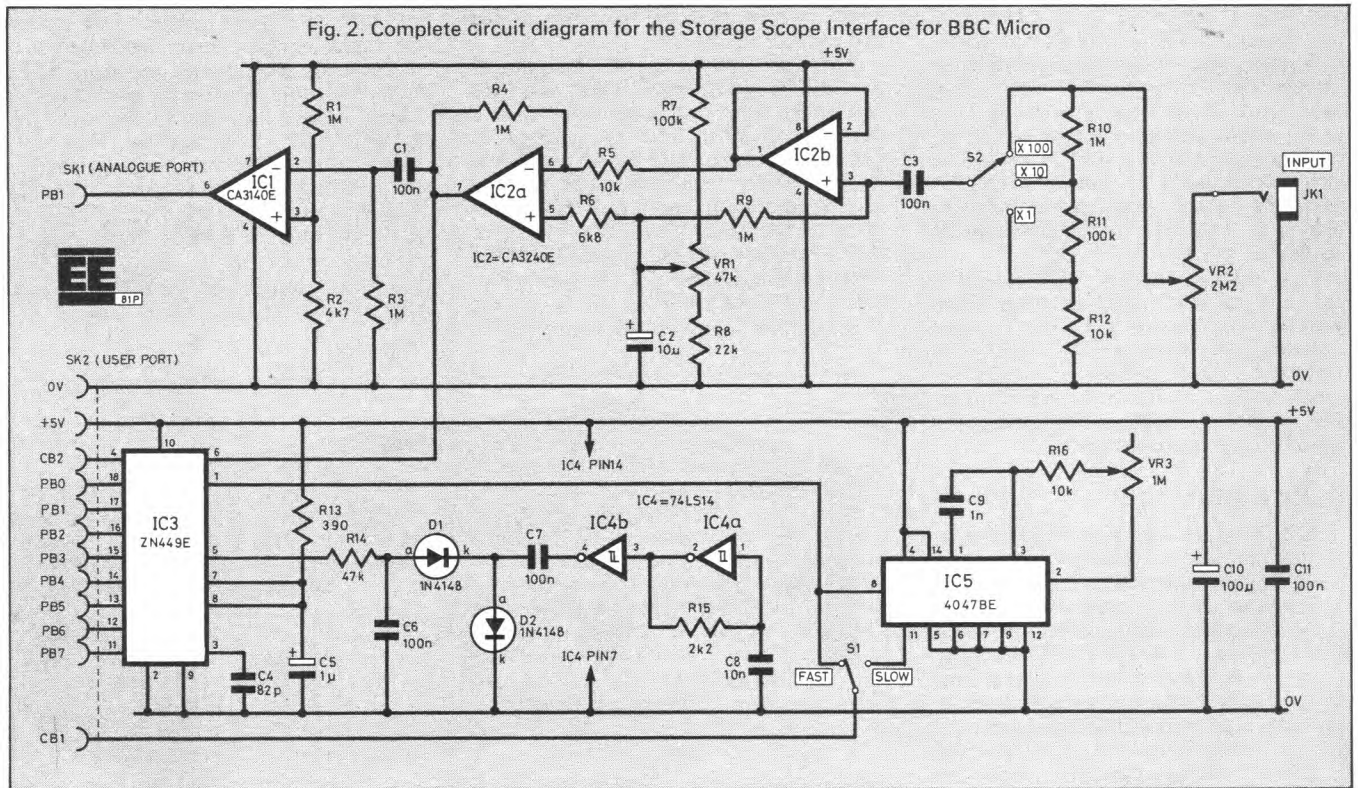 Fig. 2. Complete circuit diagram for the Storage Scope Interface for BBC Micro
+5V
R1
1M
R4
1M
R7
100k
8
2
IC2b
1
3
4
C3
100n
S2
X 100
X 10
X 1
R10
1M
R11
100k
R12
10k
INPUT
JK1
VR2
2M2
SK1 (ANALOGUE PORT)
PB1
7
6
IC1
CA3140E
2
3
4
C1
100n
7
IC2a
6
5
R5
10k
R6
6k8
R9
1M
IC2=CA3240E
VR1
47k
R2
4k7
R3
1M
+
C2
10µ
R8
22k
EE
81P
SK2 (USER PORT)
0V
0V
+5V
+5V
CB2
PB0
PB1
PB2
PB3
PB4
PB5
PB6
PB7
CB1
4
18
17
16
15
14
13
12
11
10
IC3
ZN449E
6
1
5
7
8
3
2
9
R13
390
R14
47k
C4
82p
+
C5
1µ
C6
100n
D1
a
k
1N4148
D2
1N4148
a
k
C7
100n
IC4 PIN14
IC4=74LS14
IC4b
4
3
IC4a
2
1
R15
2k2
C8
10n
IC4 PIN7
S1
FAST
SLOW
C9
1n
R16
10k
VR3
1M
4
14
1
3
8
2
IC5
4047BE
11
5
6
7
9
12
+
C10
100µ
C11
100n
0V